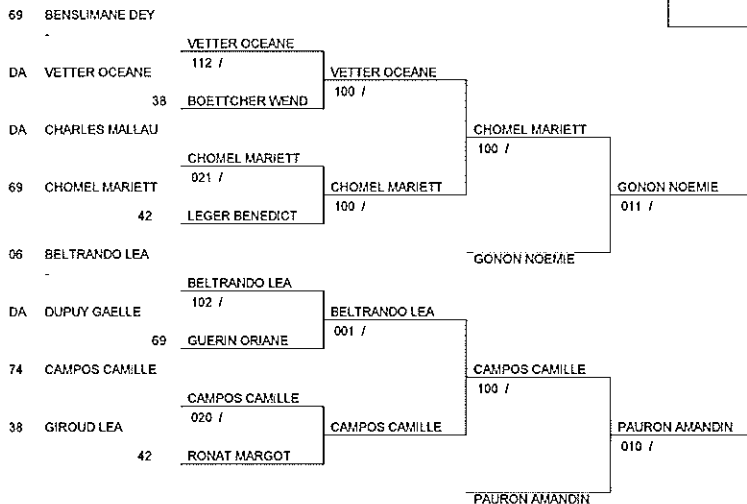 69 BENSLIMANE DEY
-
VETTER OCEANE
112 /
DA VETTER OCEANE
VETTER OCEANE
100 /
38 BOETTCHER WEND
DA CHARLES MALLAU
CHOMEL MARIETT
100 /
CHOMEL MARIETT
021 /
69 CHOMEL MARIETT
CHOMEL MARIETT
100 /
GONON NOEMIE
011 /
42 LEGER BENEDICT
06 BELTRANDO LEA
-
GONON NOEMIE
BELTRANDO LEA
102 /
DA DUPUY GAELLE
BELTRANDO LEA
001 /
69 GUERIN ORIANE
74 CAMPOS CAMILLE
CAMPOS CAMILLE
100 /
CAMPOS CAMILLE
020 /
38 GIROUD LEA
CAMPOS CAMILLE
PAURON AMANDIN
010 /
42 RONAT MARGOT
PAURON AMANDIN